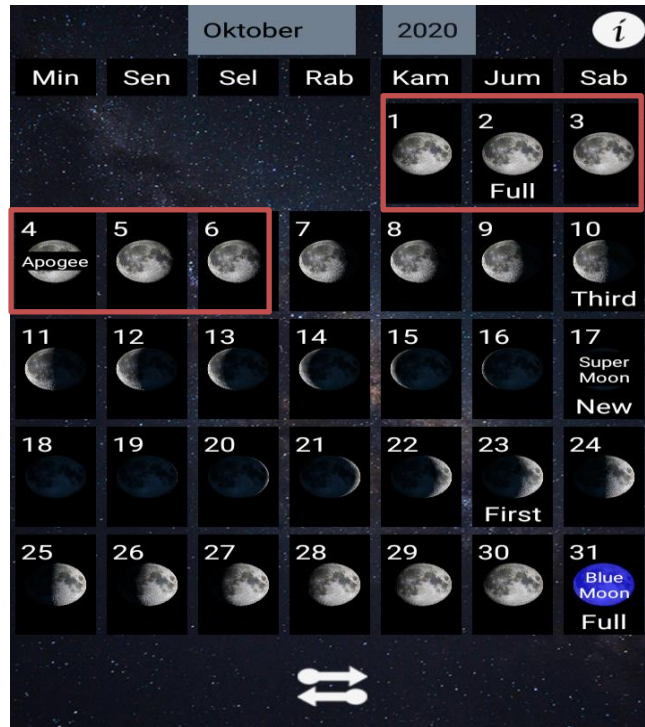 Oktober 2020 i
Min Sen Sel Rab Kam Jum Sab
1 2 3
Full
4 5 6 7 8 9 10
Apogee
Third
11 12 13 14 15 16 17
Super
Moon
New
18 19 20 21 22 23 24
First
25 26 27 28 29 30 31
Blue
Moon
Full